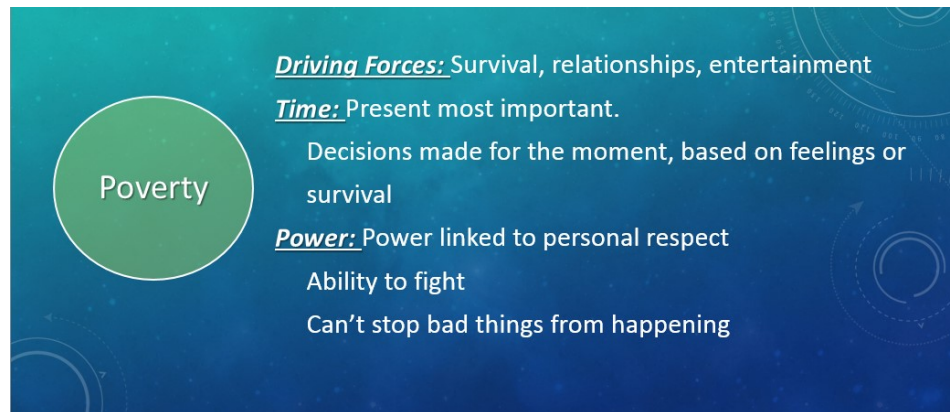 Driving Forces: Survival, relationships, entertainment
Time: Present most important.
Decisions made for the moment, based on feelings or
survival
Poverty
Power: Power linked to personal respect
Ability to fight
Can't stop bad things from happening